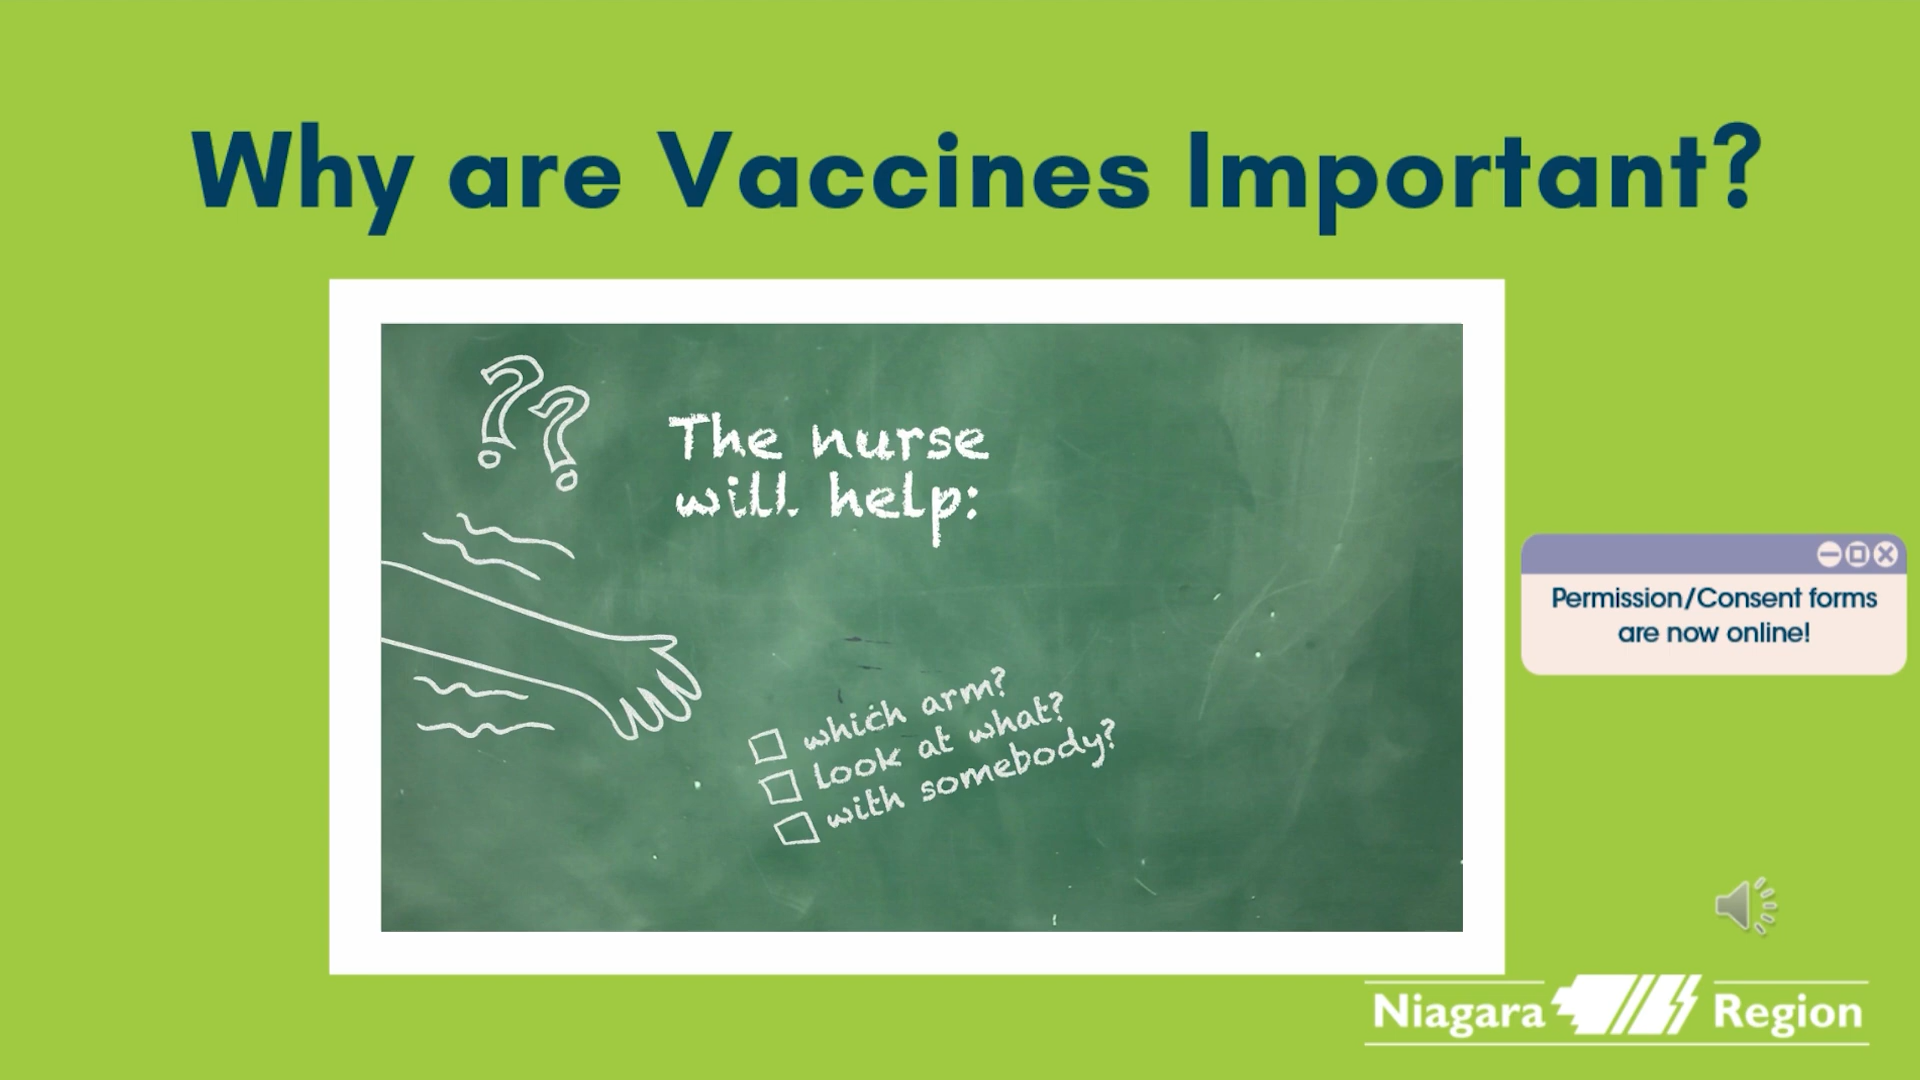 Why are Vaccines Important?
The nurse
will help:
which arm?
look at what?
with somebody?
Permission/Consent forms
are now online!
Niagara Region